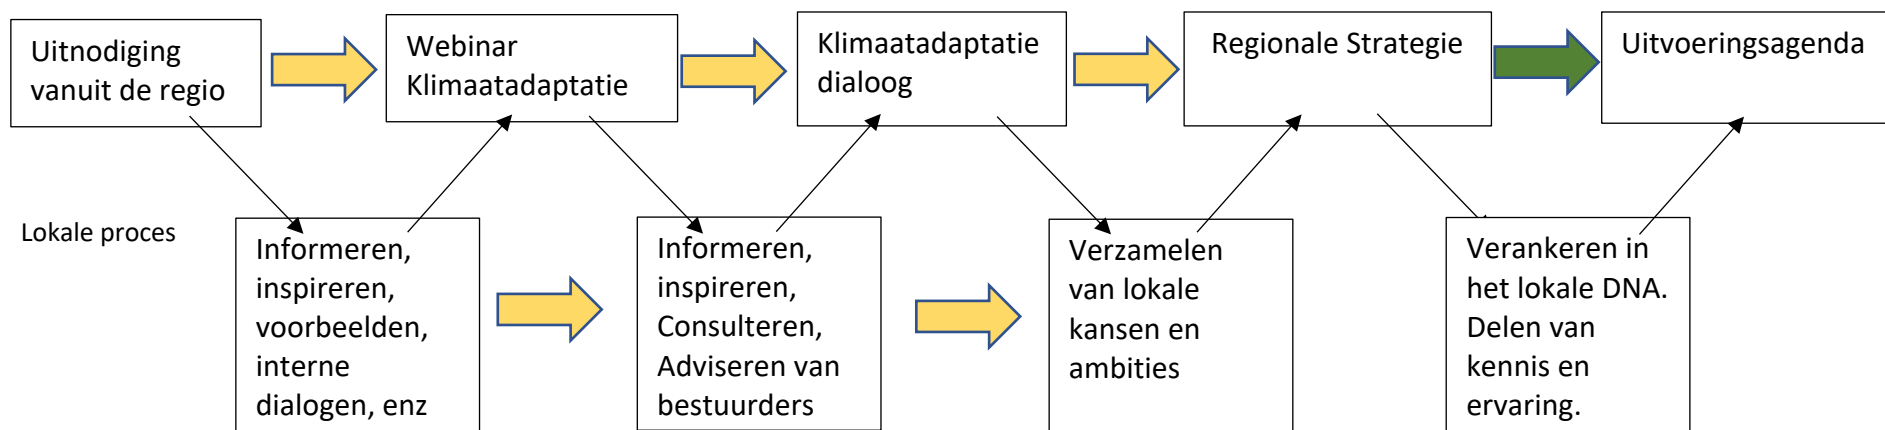 Uitnodiging
vanuit de regio
Webinar
Klimaatadaptatie
Klimaatadaptatie
dialoog
Regionale Strategie
Uitvoeringsagenda
Lokale proces
Informeren,
inspireren,
voorbeelden,
interne
dialogen, enz
Informeren,
inspireren,
Consulteren,
Adviseren van
bestuurders
Verzamelen
van lokale
kansen en
ambities
Verankeren in
het lokale DNA.
Delen van
kennis en
ervaring.